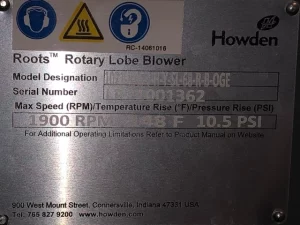 RC-14061016
Howden
Roots™ Rotary Lobe Blower
Model Designation
Serial Number
Max Speed (RPM)/Temperature Rise (°F)/Pressure Rise (PSI)
1900 RPM 148 F 10.5 PSI
For Additional Operating Limitations Refer to Product Manual on Website
900 West Mount Street, Connersville, Indiana 47331 USA
Tel: 765 827 9200 www.howden.com